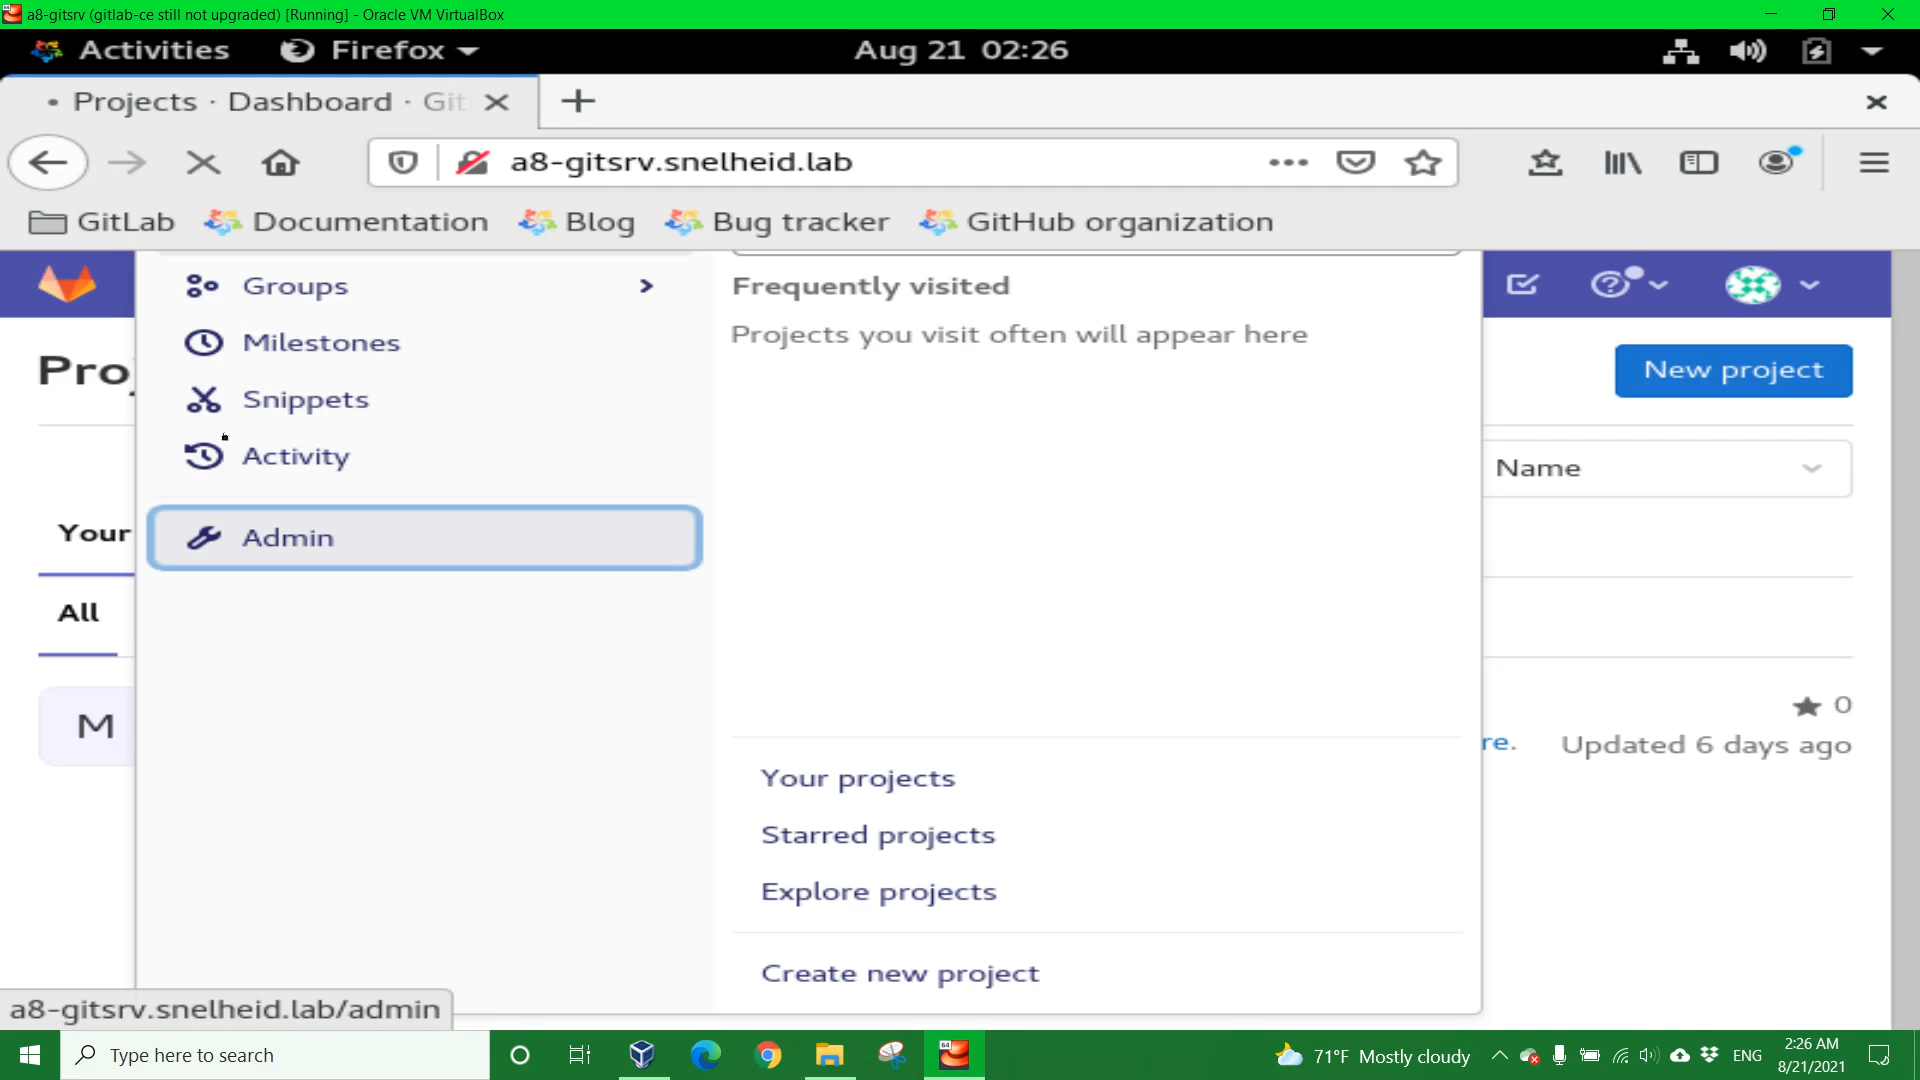 a8-gitsrv (gitlab-ce still not upgraded) [Running] - Oracle VM VirtualBox
Activities Firefox Aug 21 02:26
Projects · Dashboard · Git
a8-gitsrv.snelheid.lab
GitLab Documentation Blog Bug tracker GitHub organization
Groups
Milestones
Snippets
Activity
Admin
Frequently visited
Projects you visit often will appear here
Your projects
Starred projects
Explore projects
Create new project
New project
Name
Your
All
M
0
re.
Updated 6 days ago
a8-gitsrv.snelheid.lab/admin
Type here to search
71°F Mostly cloudy
ENG
2:26 AM
8/21/2021